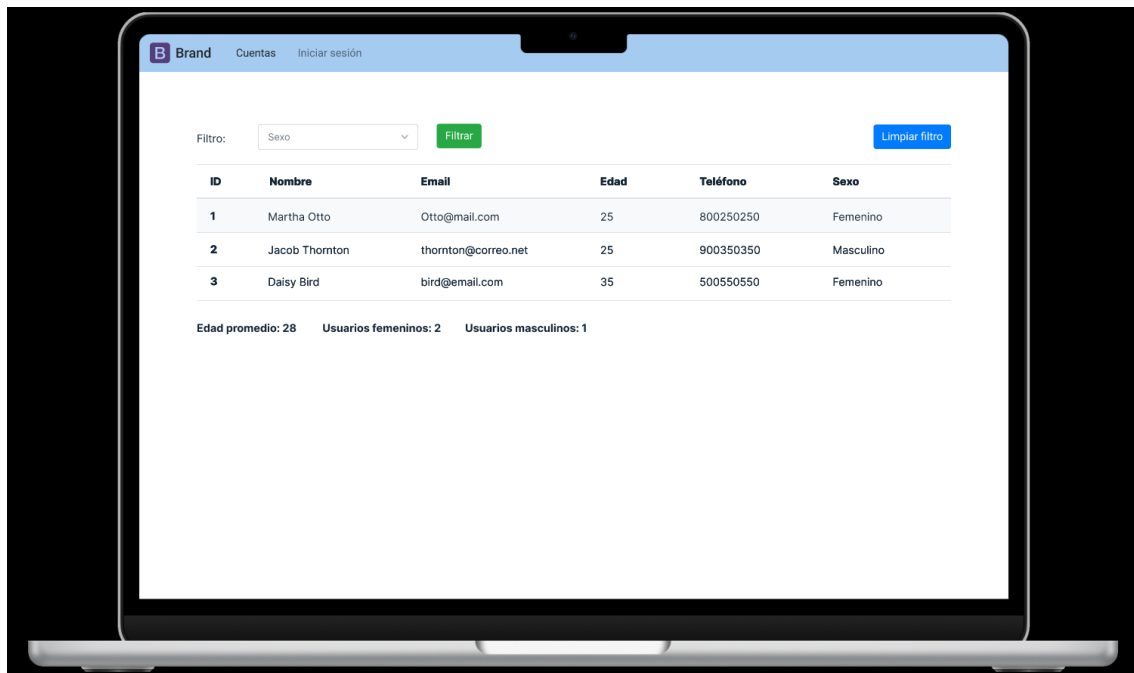 B Brand Cuentas Iniciar sesión
Filtro: Sexo Filtrar Limpiar filtro
ID Nombre Email Edad Teléfono Sexo
1 Martha Otto Otto@mail.com 25 800250250 Femenino
2 Jacob Thornton thornton@correo.net 25 900350350 Masculino
3 Daisy Bird bird@email.com 35 500550550 Femenino
Edad promedio: 28 Usuarios femeninos: 2 Usuarios masculinos: 1